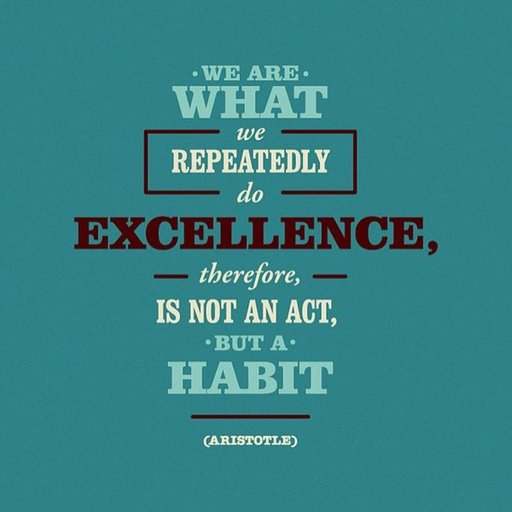 · WE ARE ·
WHAT
we
REPEATEDLY
do
EXCELLENCE,
therefore,
IS NOT AN ACT,
· BUT A ·
HABIT
(ARISTOTLE)